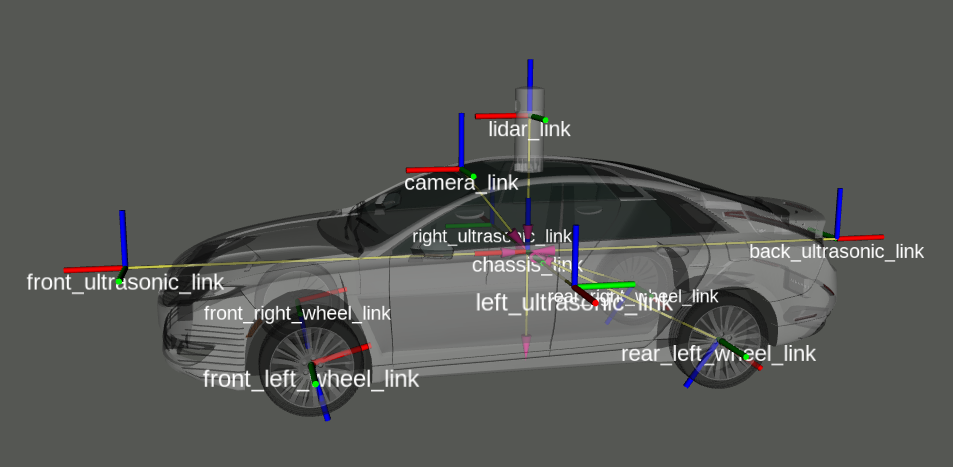 lidar_link
camera_link
right_ultrasonic_link
back_ultrasonic_link
chassis_link
front_ultrasonic_link
rear_right_wheel_link
left_ultrasonic_link
front_right_wheel_link
rear_left_wheel_link
front_left_wheel_link